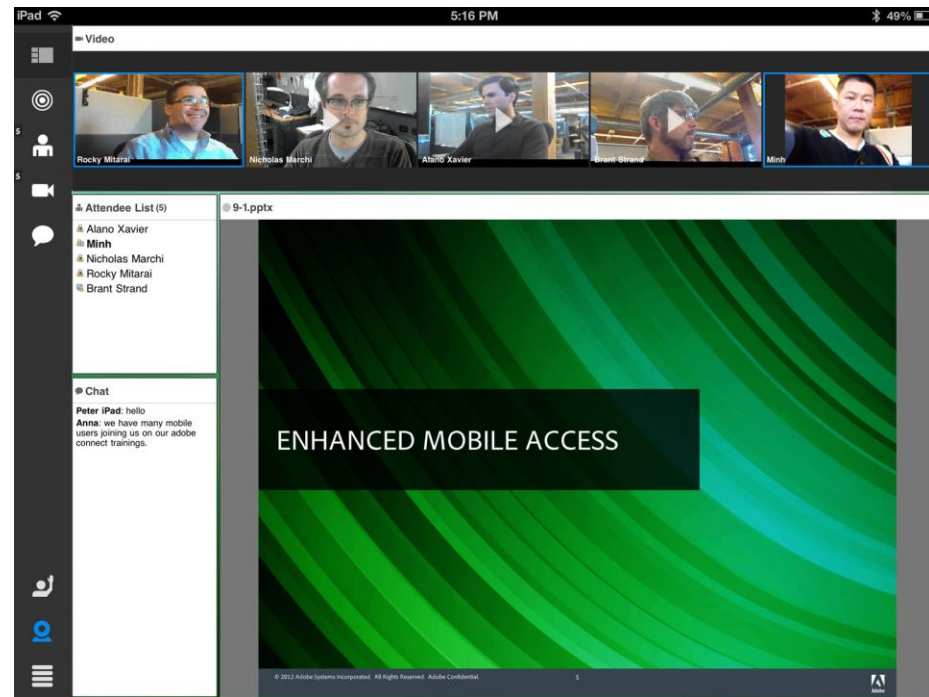 iPad 5:16 PM 49%
Video
Rocky Mitarai Nicholas Marchi Alano Xavier Brant Strand Minh
5
5
Attendee List (5)
Alano Xavier
Minh
Nicholas Marchi
Rocky Mitarai
Brant Strand
Chat
Peter iPad: hello
Anna: we have many mobile
users joining us on our adobe
connect trainings.
9-1.pptx
ENHANCED MOBILE ACCESS
© 2012 Adobe Systems Incorporated. All Rights Reserved. Adobe Confidential. 5
Adobe